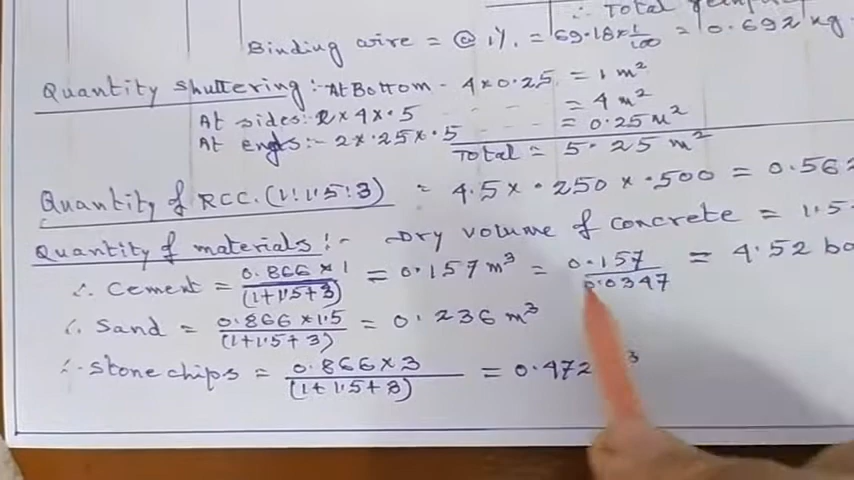 ∴ Total
Binding wire = @ 1%. = 69.18 × 1/100 = 0.692 kg.
Quantity shuttering :- At Bottom - 4 × 0.25 = 1 m²
At sides:- 2 × 4 × .5 - - - = 4 m²
At ends:- 2 × .25 × .5 - - - = 0.25 m²
Total = 5.25 m²
Quantity of RCC. (1:1.5:3) = 4.5 × .250 × .500 = 0.562
Quantity of materials :- Dry volume of concrete = 1.5
∴ Cement = 0.866 × 1 / (1+1.5+3) = 0.157 m³ = 0.157 / 0.0347 = 4.52 ba
∴ Sand = 0.866 × 1.5 / (1+1.5+3) = 0.236 m³
∴ Stone chips = 0.866 × 3 / (1+1.5+3) = 0.472 3